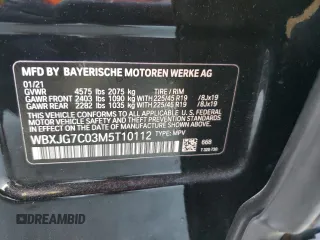 MFD BY BAYERISCHE MOTOREN WERKE AG
01/21
GVWR 4575 lbs 2075 kg TIRE / RIM
GAWR FRONT 2403 lbs 1090 kg 225/45 R19 /8Jx19
GAWR REAR 2282 lbs 1035 kg 225/45 R19 /8Jx19
THIS VEHICLE CONFORMS TO ALL APPLICABLE U.S. FEDERAL
MOTOR VEHICLE SAFETY, BUMPER, AND THEFT PREVENTION
STANDARDS IN EFFECT ON THE DATE OF MANUFACTURE SHOWN ABOVE.
WBXJG7C03M5T10112 TYPE: MPV
668